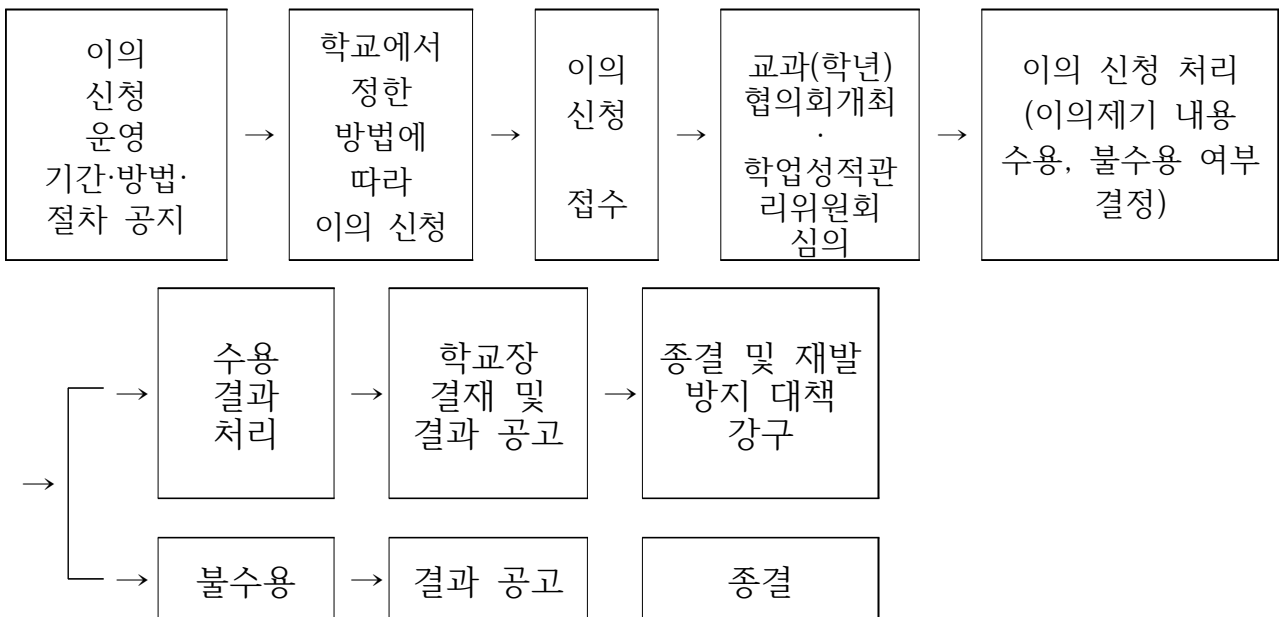 이의
신청
운영
기간·방법·
절차 공지
→
학교에서
정한
방법에
따라
이의 신청
→
이의
신청
접수
→
교과(학년)
협의회개최
·
학업성적관
리위원회
심의
→
이의 신청 처리
(이의제기 내용
수용, 불수용 여부
결정)
→
→
수용
결과
처리
→
학교장
결재 및
결과 공고
→
종결 및 재발
방지 대책
강구
→
불수용
→
결과 공고
종결